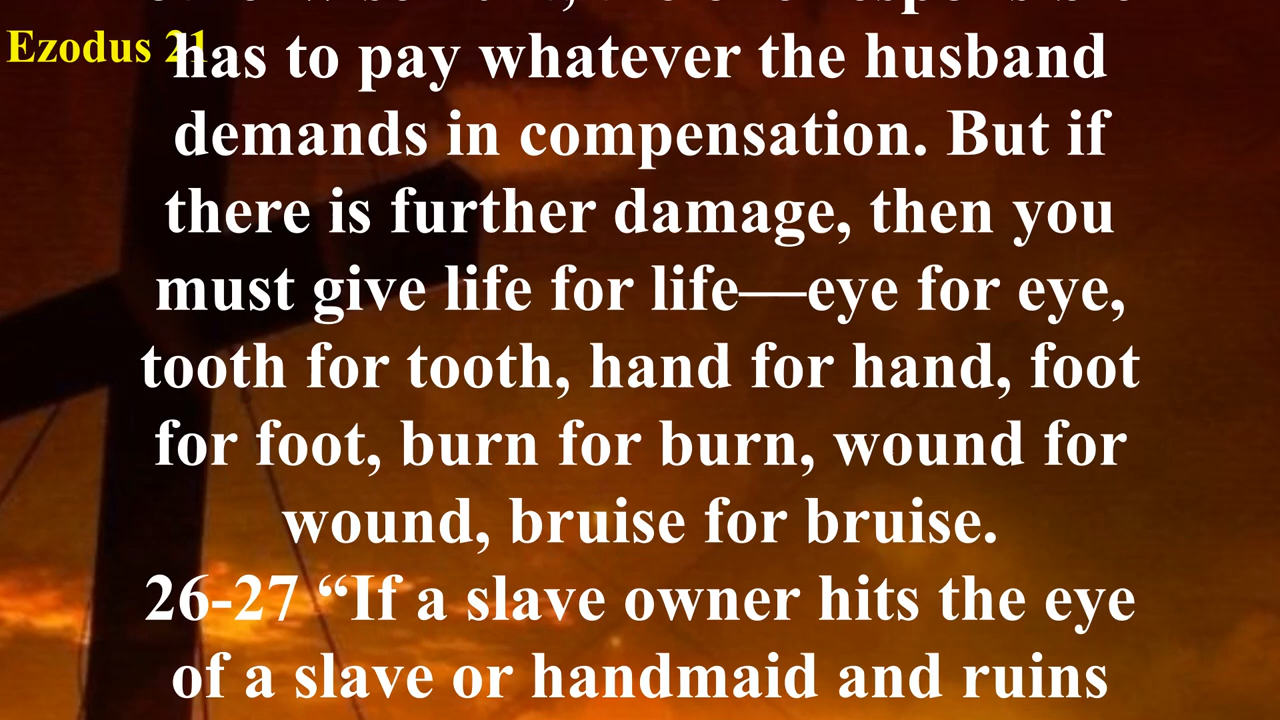 Ezodus 21
has to pay whatever the husband
demands in compensation. But if
there is further damage, then you
must give life for life—eye for eye,
tooth for tooth, hand for hand, foot
for foot, burn for burn, wound for
wound, bruise for bruise.
26-27 “If a slave owner hits the eye
of a slave or handmaid and ruins